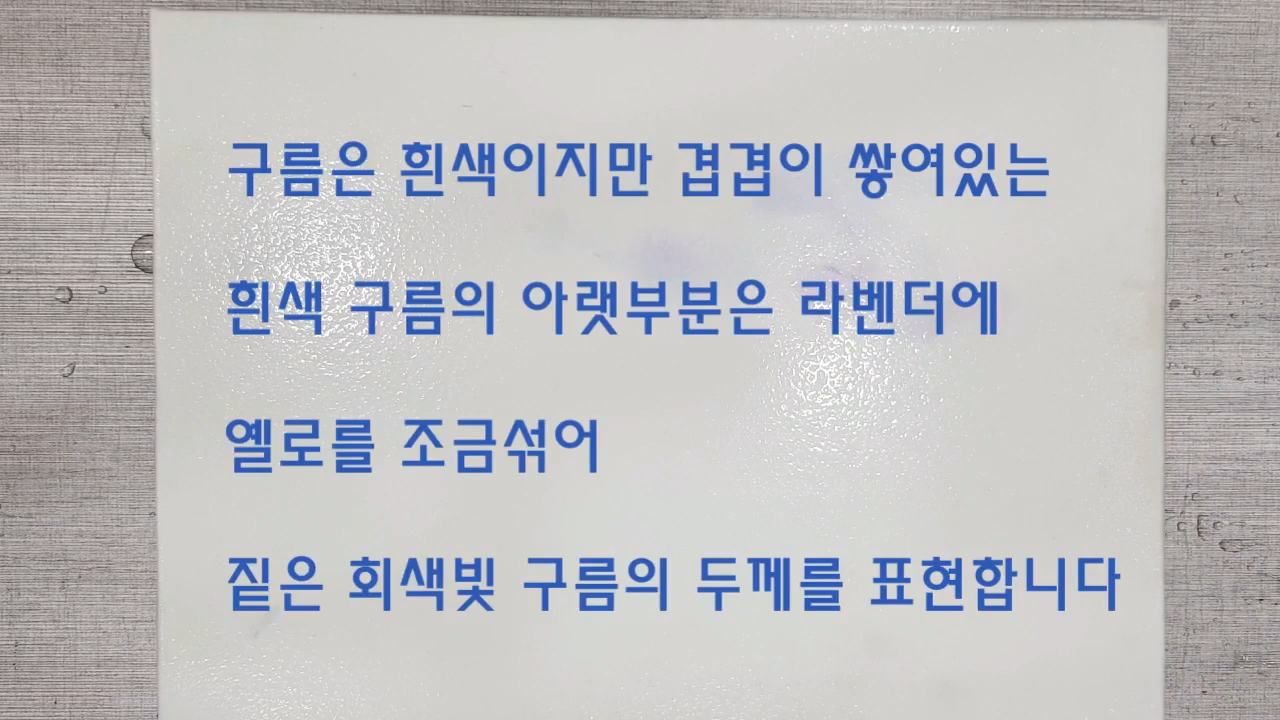 구름은 흰색이지만 겹겹이 쌓여있는
흰색 구름의 아랫부분은 라벤더에
옐로를 조금섞어
짙은 회색빛 구름의 두께를 표현합니다